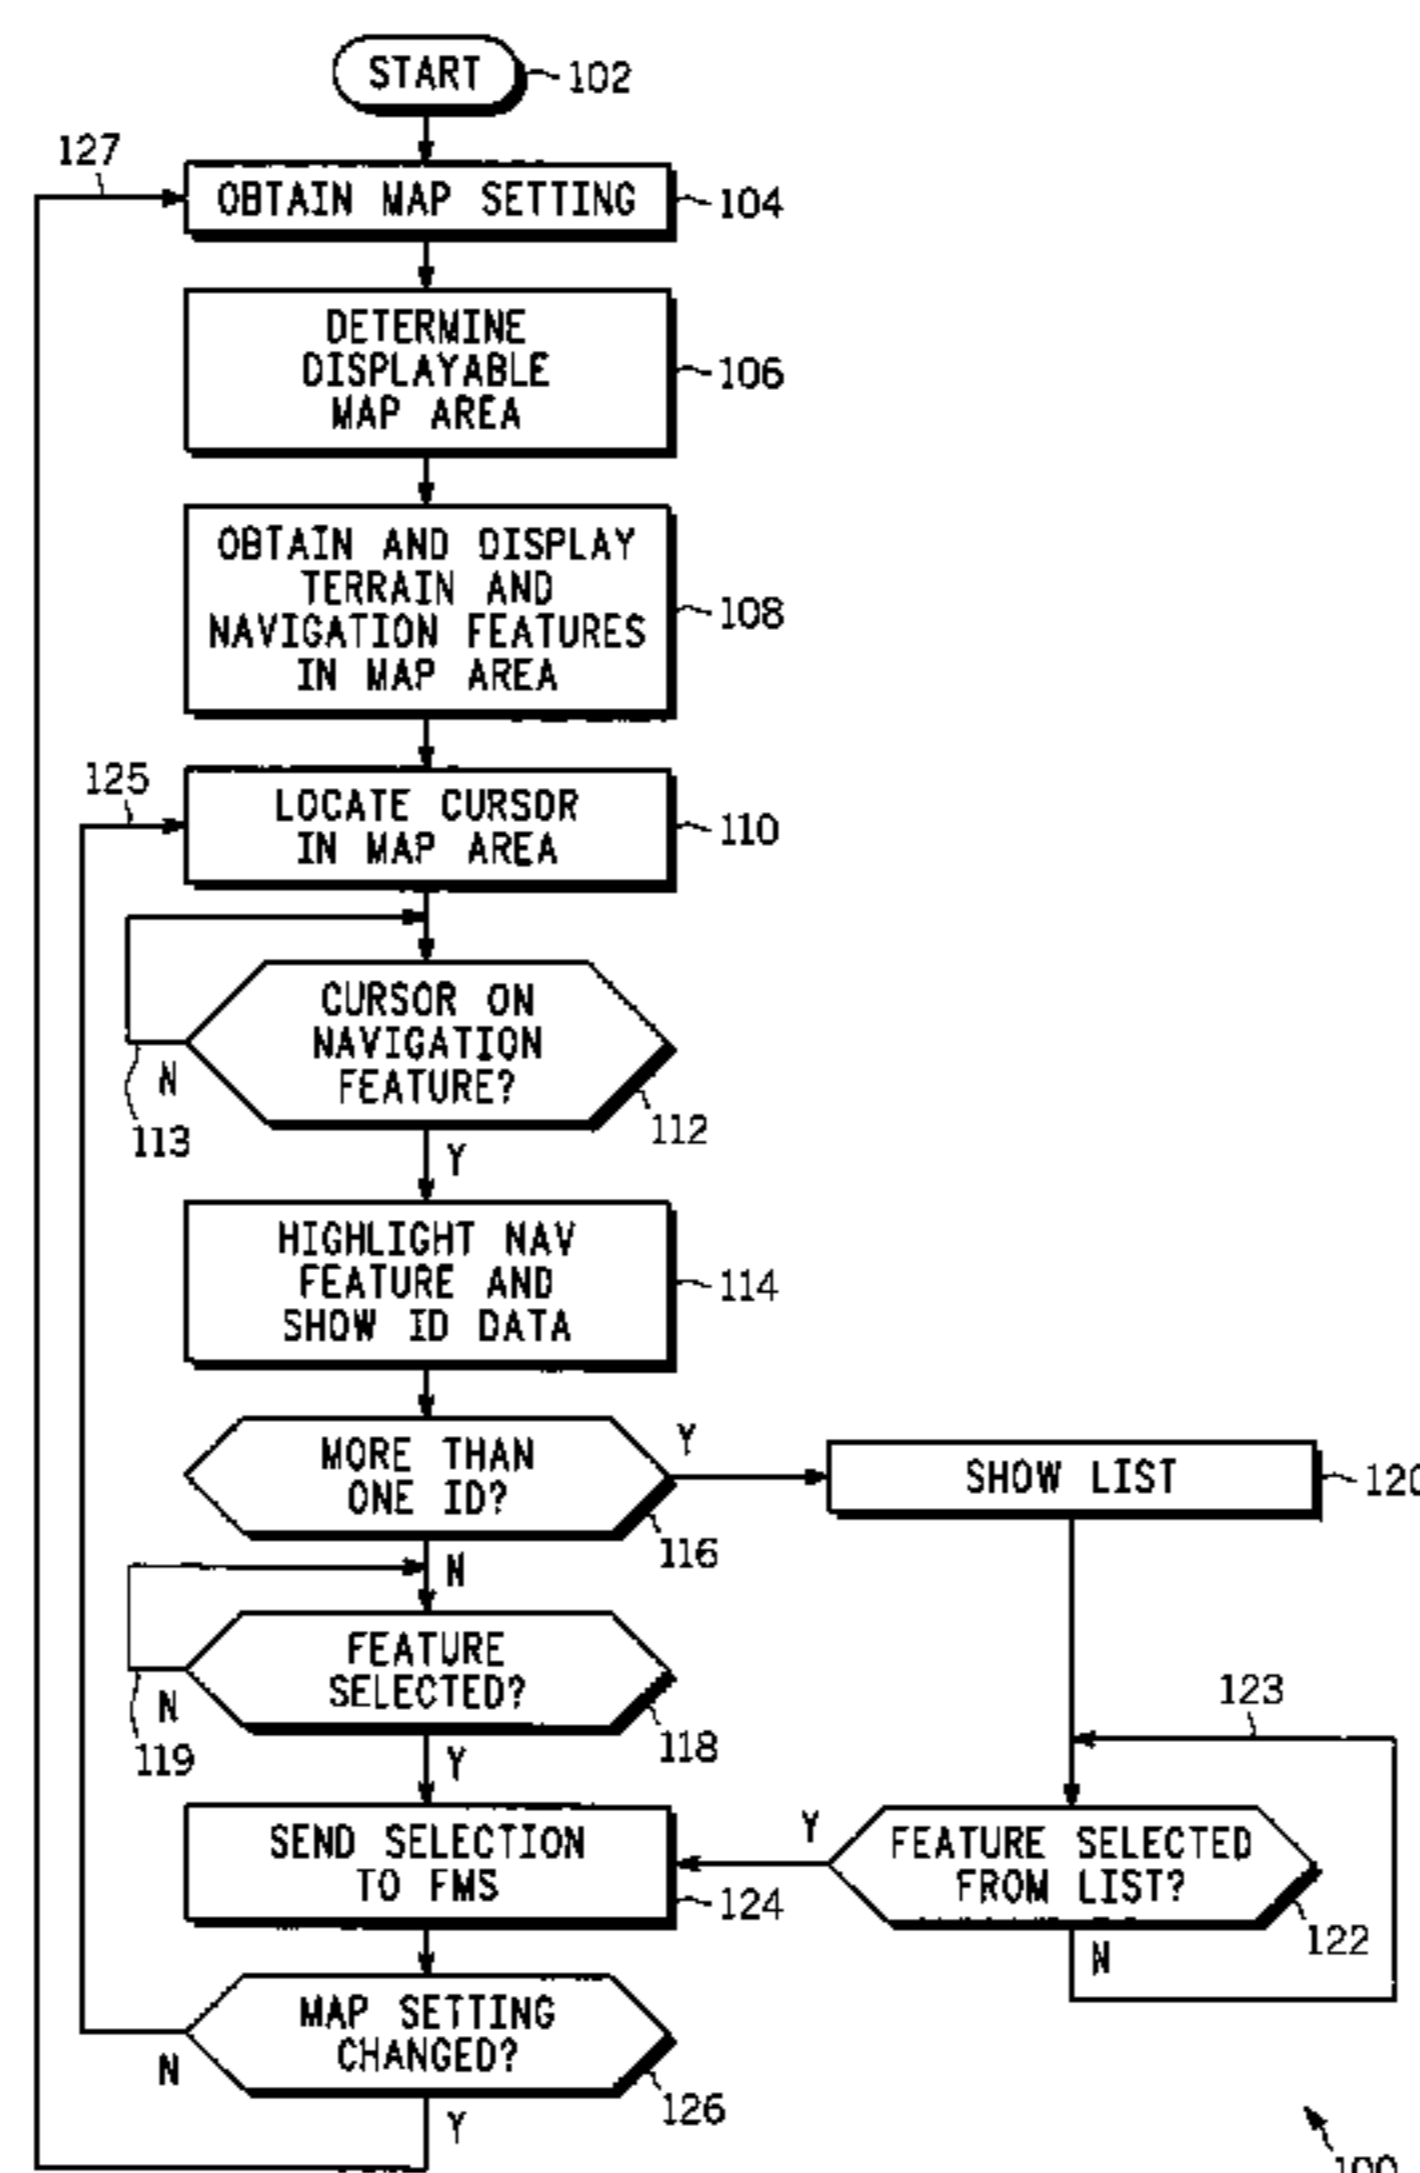 START
102
127
OBTAIN MAP SETTING
104
DETERMINE
DISPLAYABLE
MAP AREA
106
OBTAIN AND DISPLAY
TERRAIN AND
NAVIGATION FEATURES
IN MAP AREA
108
125
LOCATE CURSOR
IN MAP AREA
110
CURSOR ON
NAVIGATION
FEATURE?
N
113
112
Y
HIGHLIGHT NAV
FEATURE AND
SHOW ID DATA
114
MORE THAN
ONE ID?
Y
116
SHOW LIST
120
N
FEATURE
SELECTED?
N
119
118
Y
123
SEND SELECTION
TO FMS
124
Y
FEATURE SELECTED
FROM LIST?
122
N
MAP SETTING
CHANGED?
N
126
Y
100